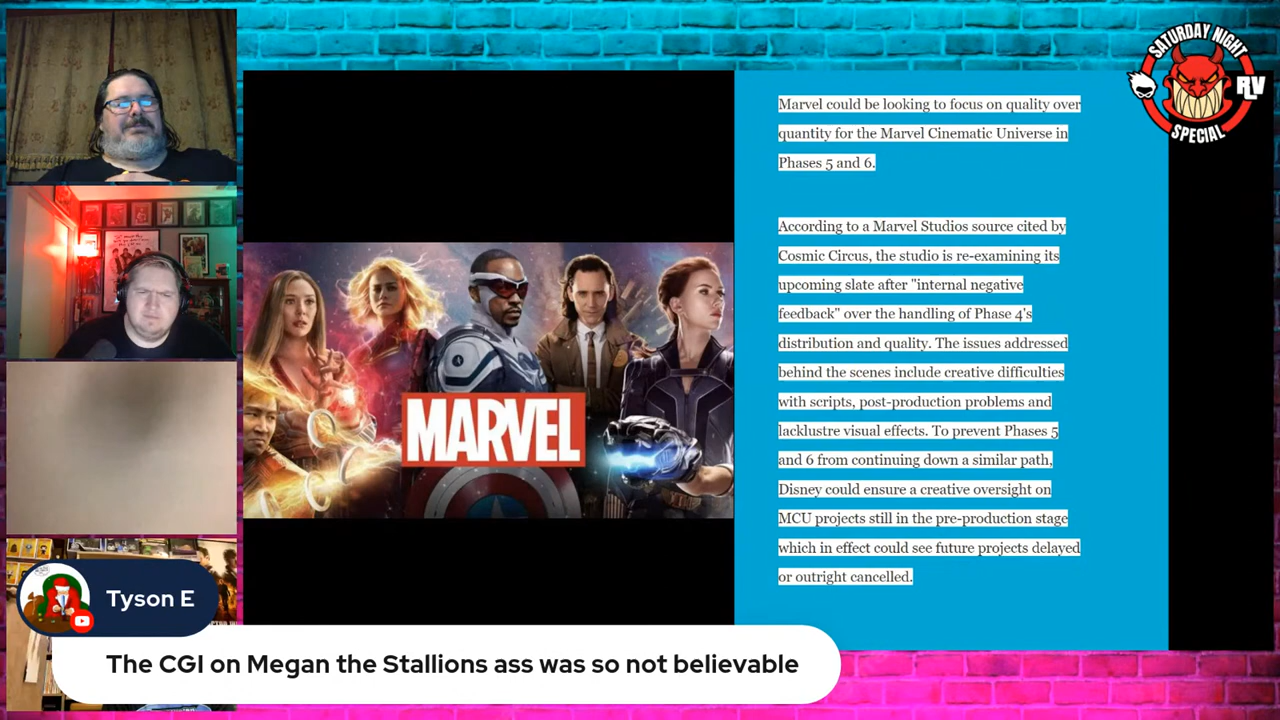 SATURDAY NIGHT
RV
SPECIAL
Marvel could be looking to focus on quality over
quantity for the Marvel Cinematic Universe in
Phases 5 and 6.
According to a Marvel Studios source cited by
Cosmic Circus, the studio is re-examining its
upcoming slate after "internal negative
feedback" over the handling of Phase 4's
distribution and quality. The issues addressed
behind the scenes include creative difficulties
with scripts, post-production problems and
lacklustre visual effects. To prevent Phases 5
and 6 from continuing down a similar path,
Disney could ensure a creative oversight on
MCU projects still in the pre-production stage
which in effect could see future projects delayed
or outright cancelled.
MARVEL
Tyson E
The CGI on Megan the Stallions ass was so not believable